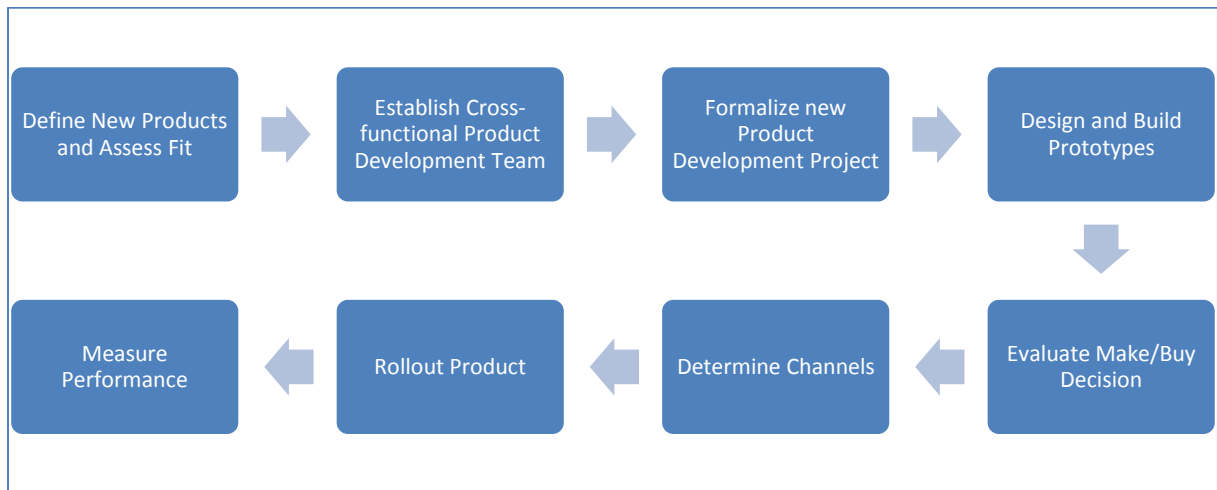 Define New Products
and Assess Fit
Establish Cross-
functional Product
Development Team
Formalize new
Product
Development Project
Design and Build
Prototypes
Evaluate Make/Buy
Decision
Determine Channels
Rollout Product
Measure
Performance